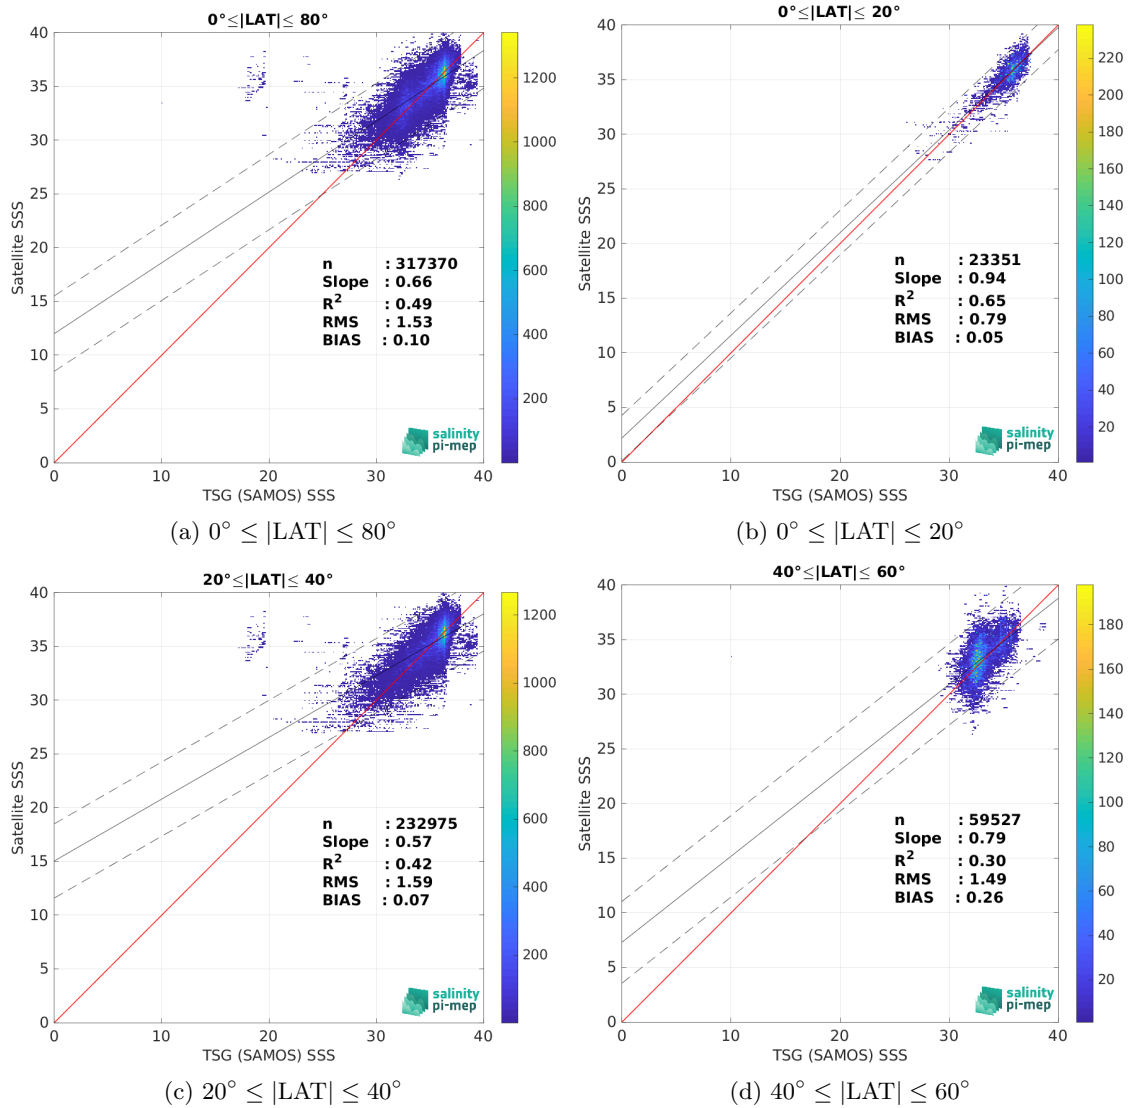 0°≤|LAT|≤ 80°
40
35
30
25
20
15
10
5
0
0
10
20
30
40
Satellite SSS
TSG (SAMOS) SSS
n : 317370
Slope : 0.66
R² : 0.49
RMS : 1.53
BIAS : 0.10
salinity
pi-mep
1200
1000
800
600
400
200
(a) 0° ≤ |LAT| ≤ 80°
0°≤|LAT|≤ 20°
40
35
30
25
20
15
10
5
0
0
10
20
30
40
Satellite SSS
TSG (SAMOS) SSS
n : 23351
Slope : 0.94
R² : 0.65
RMS : 0.79
BIAS : 0.05
salinity
pi-mep
220
200
180
160
140
120
100
80
60
40
20
(b) 0° ≤ |LAT| ≤ 20°
20°≤|LAT|≤ 40°
40
35
30
25
20
15
10
5
0
0
10
20
30
40
Satellite SSS
TSG (SAMOS) SSS
n : 232975
Slope : 0.57
R² : 0.42
RMS : 1.59
BIAS : 0.07
salinity
pi-mep
1200
1000
800
600
400
200
(c) 20° ≤ |LAT| ≤ 40°
40°≤|LAT|≤ 60°
40
35
30
25
20
15
10
5
0
0
10
20
30
40
Satellite SSS
TSG (SAMOS) SSS
n : 59527
Slope : 0.79
R² : 0.30
RMS : 1.49
BIAS : 0.26
salinity
pi-mep
180
160
140
120
100
80
60
40
20
(d) 40° ≤ |LAT| ≤ 60°